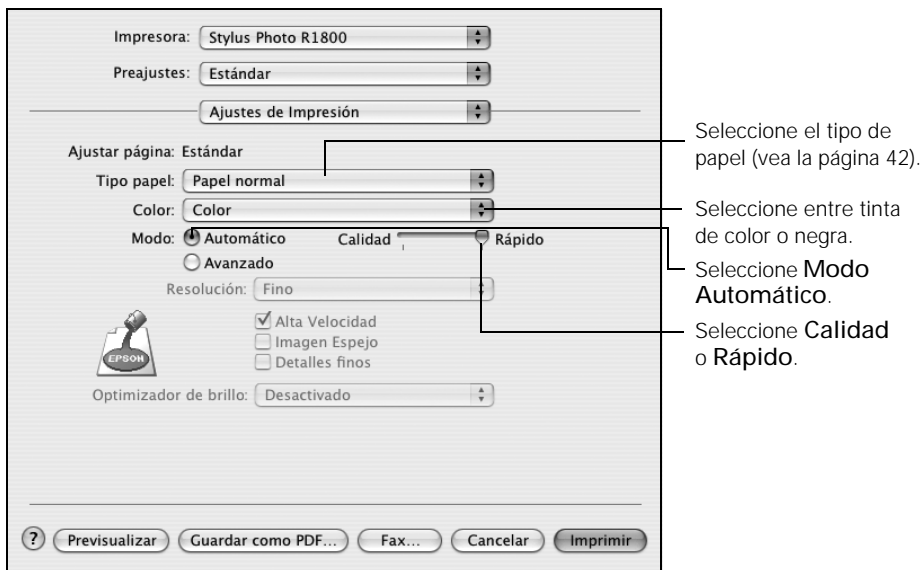 Impresora: Stylus Photo R1800
Preajustes: Estándar
Ajustes de Impresión
Ajustar página: Estándar
Tipo papel: Papel normal
Color: Color
Modo: Automático Calidad Rápido
Avanzado
Resolución: Fino
Alta Velocidad
Imagen Espejo
Detalles finos
EPSON
Optimizador de brillo: Desactivado
? Previsualizar Guardar como PDF... Fax... Cancelar Imprimir
Seleccione el tipo de
papel (vea la página 42).
Seleccione entre tinta
de color o negra.
Seleccione Modo
Automático.
Seleccione Calidad
o Rápido.